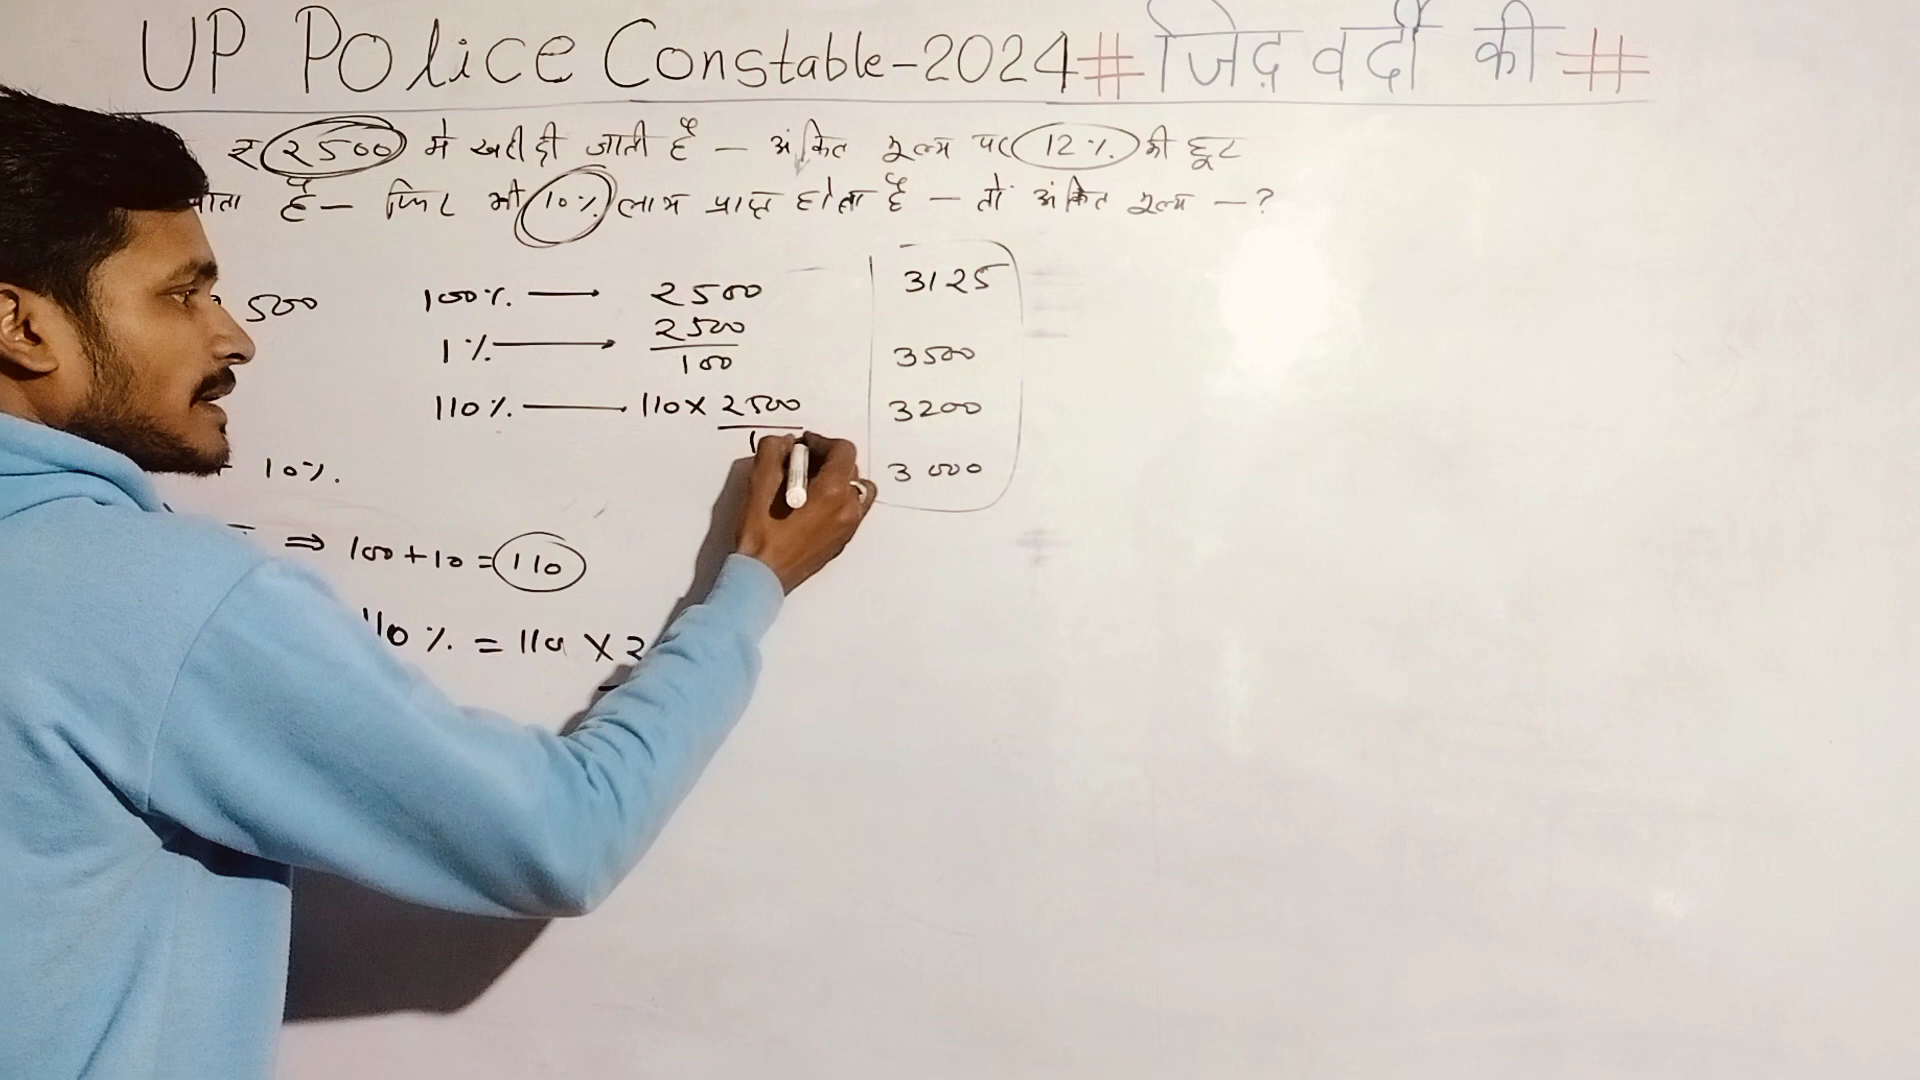 UP Police Constable-2024 # जिद वर्दी की #
₹ 2500 मे खरीदी जाती है - अंकित मूल्य पर 12% की छूट
है - फिर भी 10% लाभ प्राप्त होता है - तो अंकित मूल्य - ?
500 100% → 2500 3125
1% → 2500/100 3500
110% — 110 x 2500 3200
10% 3000
⇒ 100+10 = 110
110% = 110 X 2